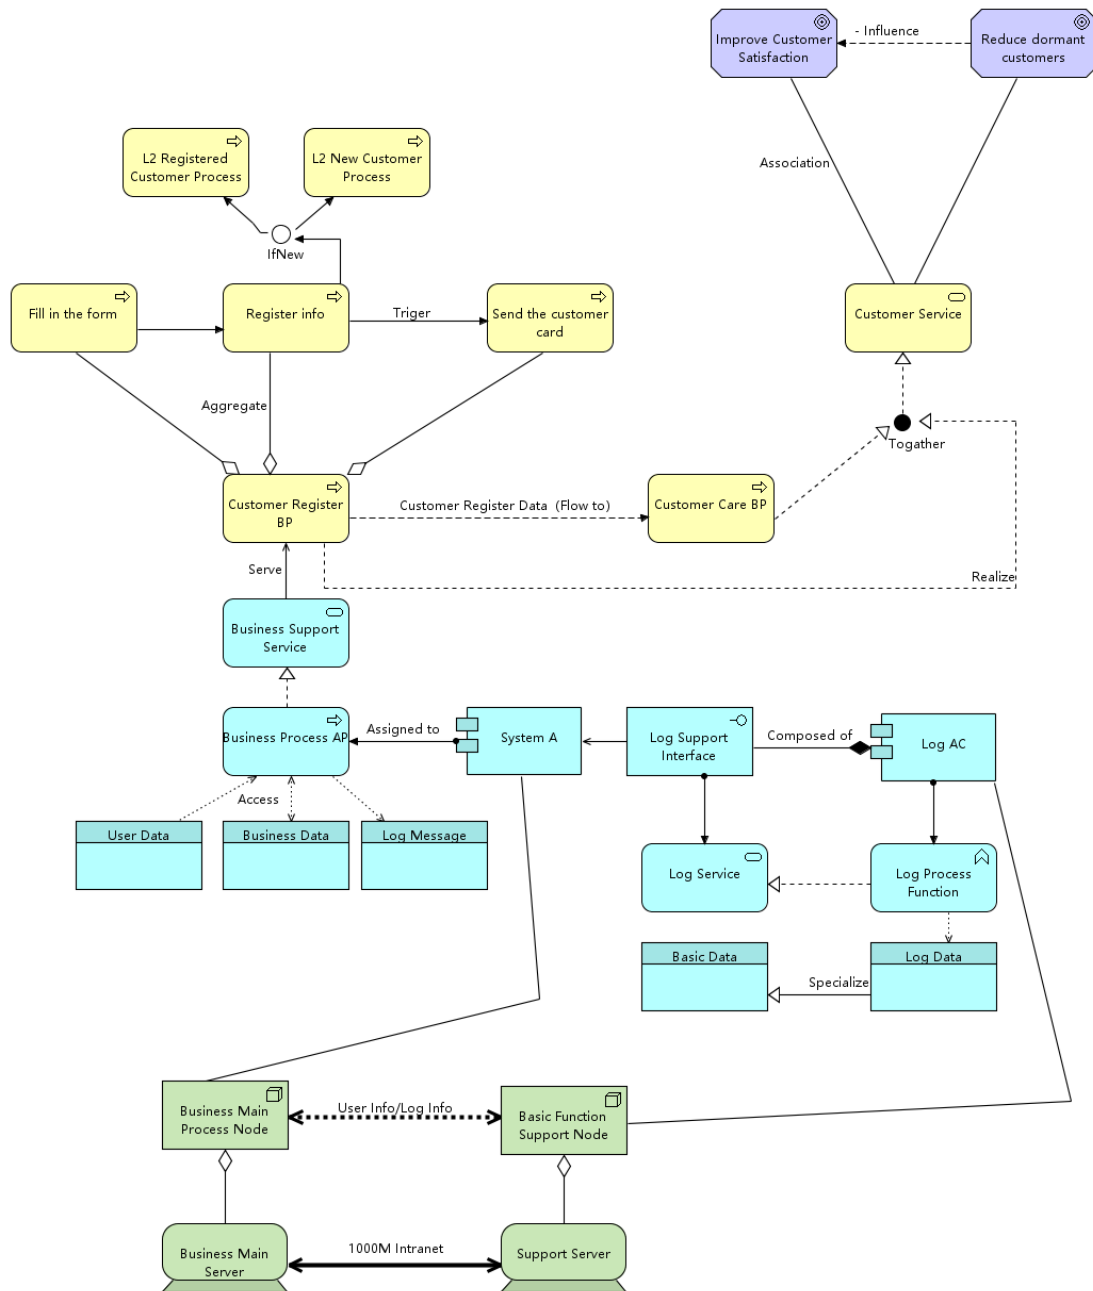 Improve Customer
Satisfaction
- Influence
Reduce dormant
customers
L2 Registered
Customer Process
L2 New Customer
Process
Association
IfNew
Fill in the form
Register info
Triger
Send the customer
card
Customer Service
Aggregate
Togather
Customer Register
BP
Customer Register Data  (Flow to)
Customer Care BP
Serve
Realize
Business Support
Service
Business Process AP
Assigned to
System A
Log Support
Interface
Composed of
Log AC
Access
User Data
Business Data
Log Message
Log Service
Log Process
Function
Basic Data
Log Data
Specialize
Business Main
Process Node
User Info/Log Info
Basic Function
Support Node
Business Main
Server
1000M Intranet
Support Server